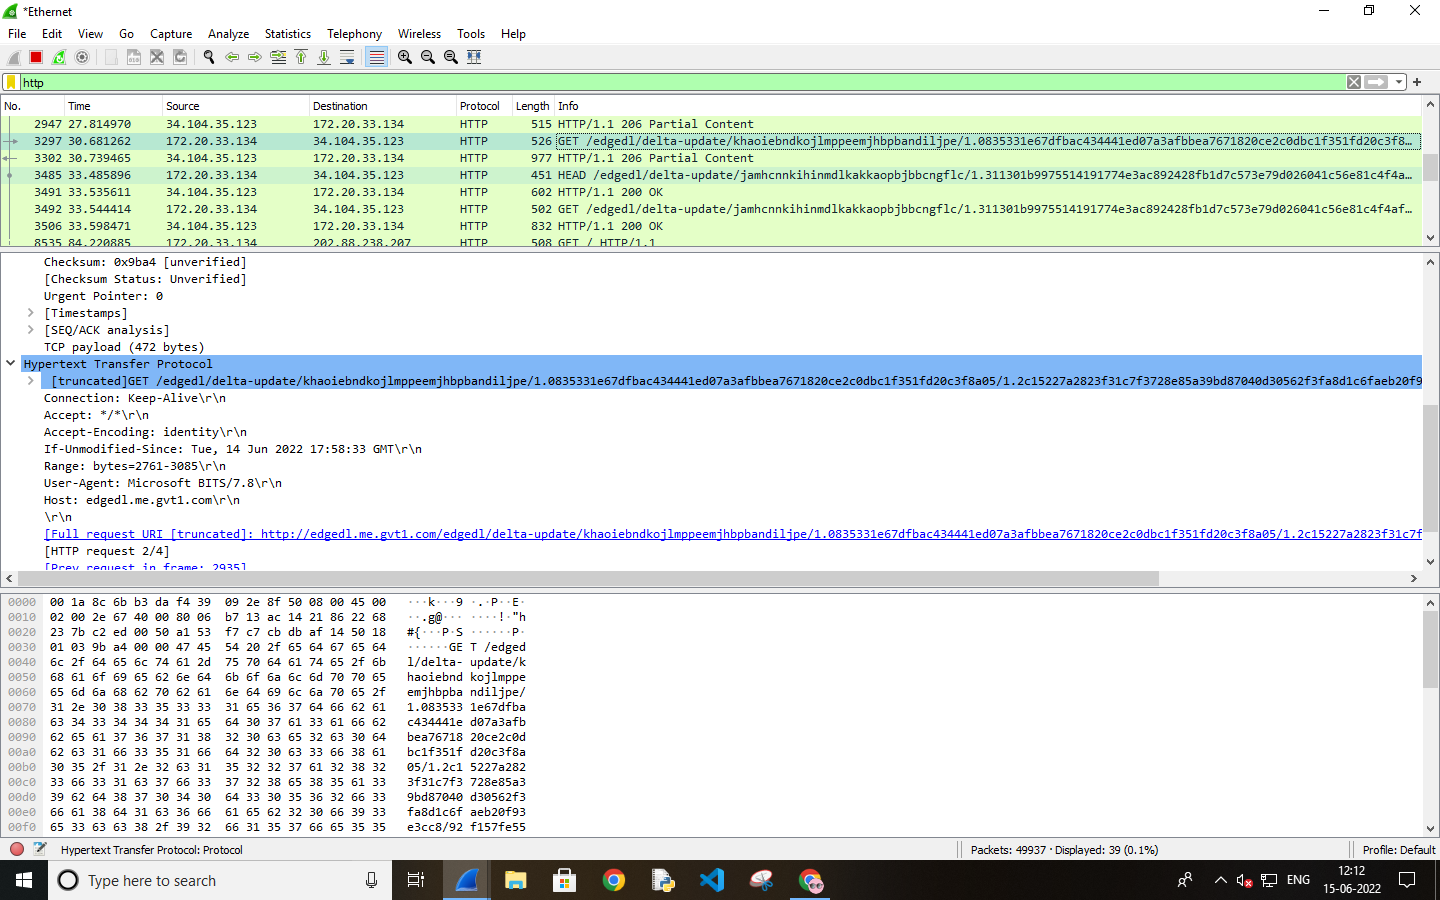 *Ethernet
File Edit View Go Capture Analyze Statistics Telephony Wireless Tools Help
http
No. Time Source Destination Protocol Length Info
2947 27.814970 34.104.35.123 172.20.33.134 HTTP 515 HTTP/1.1 206 Partial Content
3297 30.681262 172.20.33.134 34.104.35.123 HTTP 526 GET /edgedl/delta-update/khaoiebndkojlmppeemjhbpbandiljpe/1.0835331e67dfbac434441ed07a3afbbea7671820ce2c0dbc1f351fd20c3f8…
3302 30.739465 34.104.35.123 172.20.33.134 HTTP 977 HTTP/1.1 206 Partial Content
3485 33.485896 172.20.33.134 34.104.35.123 HTTP 451 HEAD /edgedl/delta-update/jamhcnnkihinmdlkakkaopbjbbcngflc/1.311301b9975514191774e3ac892428fb1d7c573e79d026041c56e81c4f4a…
3491 33.535611 34.104.35.123 172.20.33.134 HTTP 602 HTTP/1.1 200 OK
3492 33.544414 172.20.33.134 34.104.35.123 HTTP 502 GET /edgedl/delta-update/jamhcnnkihinmdlkakkaopbjbbcngflc/1.311301b9975514191774e3ac892428fb1d7c573e79d026041c56e81c4f4af…
3506 33.598471 34.104.35.123 172.20.33.134 HTTP 832 HTTP/1.1 200 OK
8535 84.220885 172.20.33.134 202.88.238.207 HTTP 508 GET / HTTP/1.1
Checksum: 0x9ba4 [unverified]
[Checksum Status: Unverified]
Urgent Pointer: 0
[Timestamps]
[SEQ/ACK analysis]
TCP payload (472 bytes)
Hypertext Transfer Protocol
[truncated]GET /edgedl/delta-update/khaoiebndkojlmppeemjhbpbandiljpe/1.0835331e67dfbac434441ed07a3afbbea7671820ce2c0dbc1f351fd20c3f8a05/1.2c15227a2823f31c7f3728e85a39bd87040d30562f3fa8d1c6faeb20f9
Connection: Keep-Alive\r\n
Accept: */*\r\n
Accept-Encoding: identity\r\n
If-Unmodified-Since: Tue, 14 Jun 2022 17:58:33 GMT\r\n
Range: bytes=2761-3085\r\n
User-Agent: Microsoft BITS/7.8\r\n
Host: edgedl.me.gvt1.com\r\n
\r\n
[Full request URI [truncated]: http://edgedl.me.gvt1.com/edgedl/delta-update/khaoiebndkojlmppeemjhbpbandiljpe/1.0835331e67dfbac434441ed07a3afbbea7671820ce2c0dbc1f351fd20c3f8a05/1.2c15227a2823f31c7f
[HTTP request 2/4]
[Prev request in frame: 2935]
0000 00 1a 8c 6b b3 da f4 39 09 2e 8f 50 08 00 45 00 ···k···9 ·.·P··E·
0010 02 00 2e 67 40 00 80 06 b7 13 ac 14 21 86 22 68 ··.g@··· ····!·"h
0020 23 7b c2 ed 00 50 a1 53 f7 c7 cb db af 14 50 18 #{···P·S ······P·
0030 01 03 9b a4 00 00 47 45 54 20 2f 65 64 67 65 64 ······GE T /edged
0040 6c 2f 64 65 6c 74 61 2d 75 70 64 61 74 65 2f 6b l/delta- update/k
0050 68 61 6f 69 65 62 6e 64 6b 6f 6a 6c 6d 70 70 65 haoiebnd kojlmppe
0060 65 6d 6a 68 62 70 62 61 6e 64 69 6c 6a 70 65 2f emjhbpba ndiljpe/
0070 31 2e 30 38 33 35 33 33 31 65 36 37 64 66 62 61 1.083533 1e67dfba
0080 63 34 33 34 34 34 31 65 64 30 37 61 33 61 66 62 c434441e d07a3afb
0090 62 65 61 37 36 37 31 38 32 30 63 65 32 63 30 64 bea76718 20ce2c0d
00a0 62 63 31 66 33 35 31 66 64 32 30 63 33 66 38 61 bc1f351f d20c3f8a
00b0 30 35 2f 31 2e 32 63 31 35 32 32 37 61 32 38 32 05/1.2c1 5227a282
00c0 33 66 33 31 63 37 66 33 37 32 38 65 38 35 61 33 3f31c7f3 728e85a3
00d0 39 62 64 38 37 30 34 30 64 33 30 35 36 32 66 33 9bd87040 d30562f3
00e0 66 61 38 64 31 63 36 66 61 65 62 32 30 66 39 33 fa8d1c6f aeb20f93
00f0 65 33 63 63 38 2f 39 32 66 31 35 37 66 65 35 35 e3cc8/92 f157fe55
Hypertext Transfer Protocol: Protocol
Packets: 49937 · Displayed: 39 (0.1%)
Profile: Default
Type here to search
ENG
12:12
15-06-2022